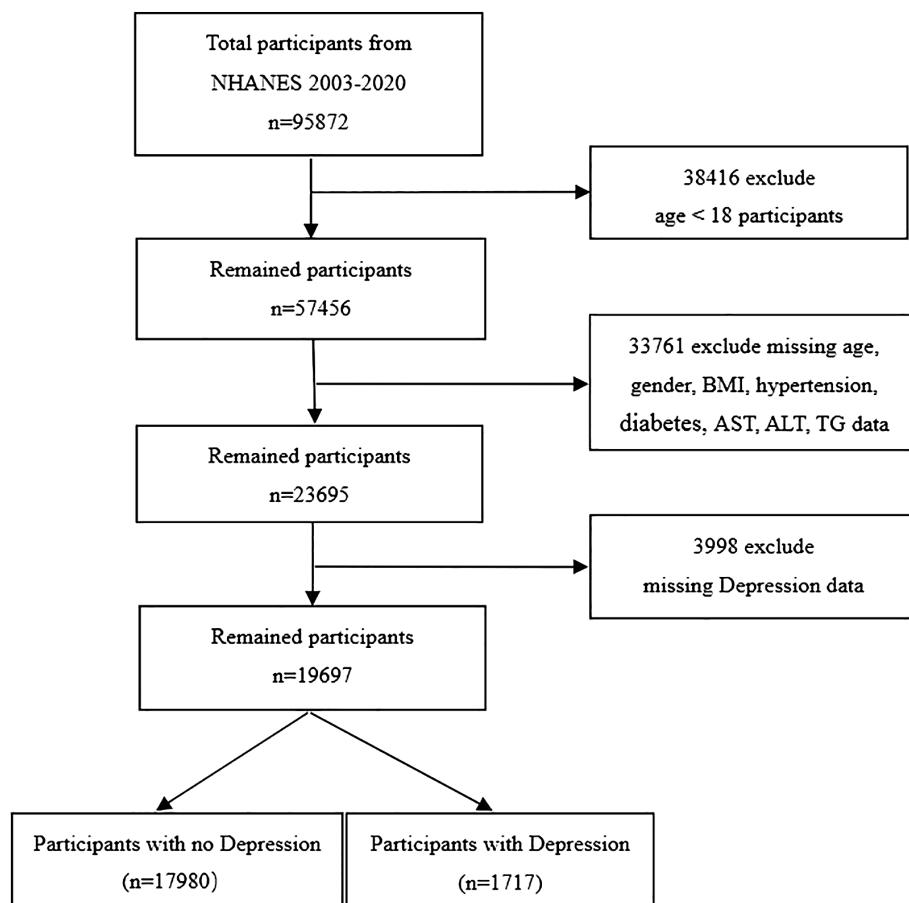 Total participants from
NHANES 2003-2020
n=95872
38416 exclude
age < 18 participants
Remained participants
n=57456
33761 exclude missing age,
gender, BMI, hypertension,
diabetes, AST, ALT, TG data
Remained participants
n=23695
3998 exclude
missing Depression data
Remained participants
n=19697
Participants with no Depression
(n=17980)
Participants with Depression
(n=1717)